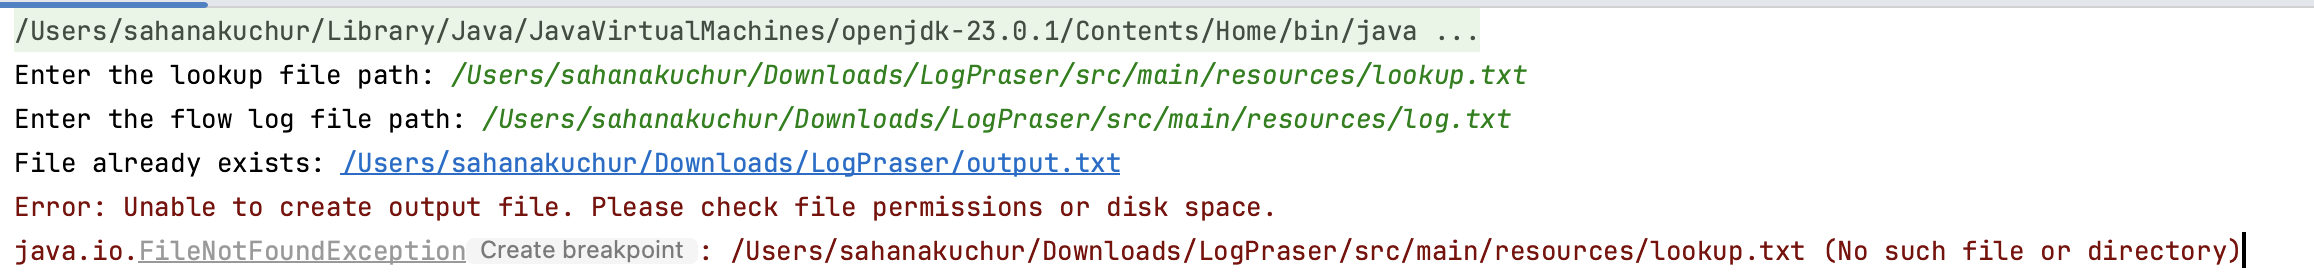 /Users/sahanakuchur/Library/Java/JavaVirtualMachines/openjdk-23.0.1/Contents/Home/bin/java ...
Enter the lookup file path: /Users/sahanakuchur/Downloads/LogPraser/src/main/resources/lookup.txt
Enter the flow log file path: /Users/sahanakuchur/Downloads/LogPraser/src/main/resources/log.txt
File already exists: /Users/sahanakuchur/Downloads/LogPraser/output.txt
Error: Unable to create output file. Please check file permissions or disk space.
java.io.FileNotFoundException Create breakpoint : /Users/sahanakuchur/Downloads/LogPraser/src/main/resources/lookup.txt (No such file or directory)